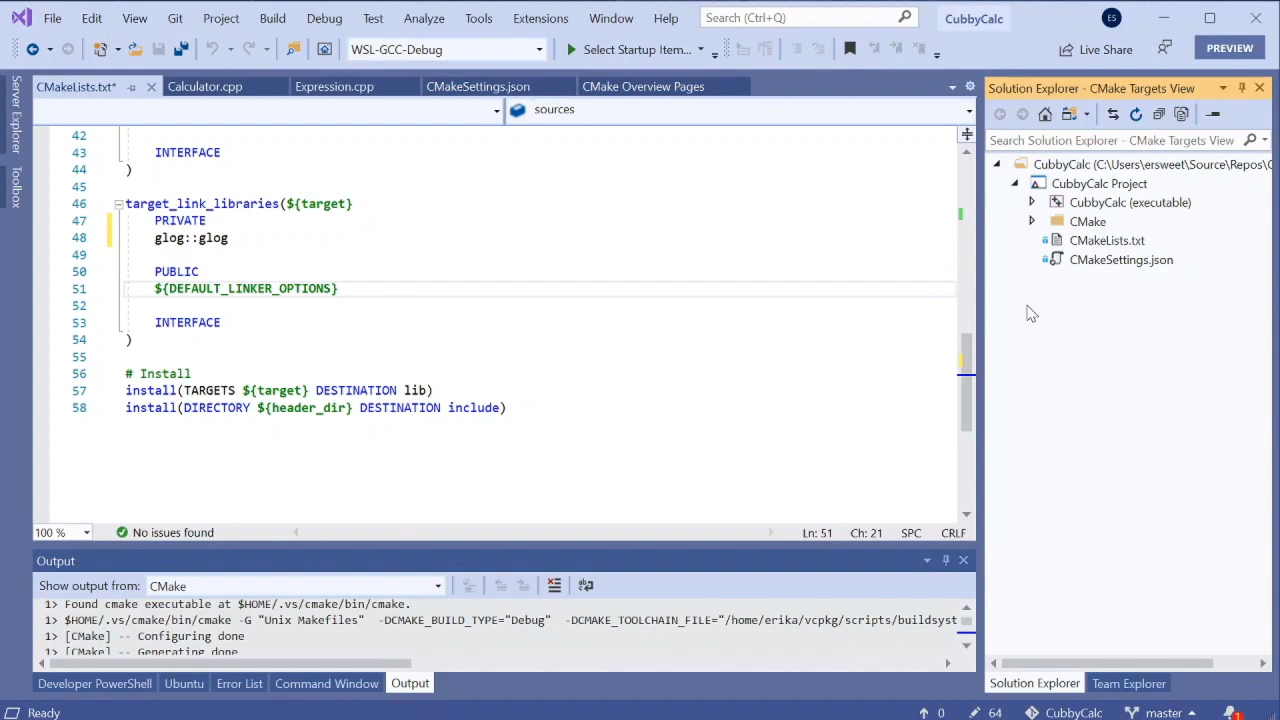 File Edit View Git Project Build Debug Test Analyze Tools Extensions Window Help Search (Ctrl+Q) CubbyCalc ES
WSL-GCC-Debug Select Startup Item... Live Share PREVIEW
Server Explorer
Toolbox
CMakeLists.txt* Calculator.cpp Expression.cpp CMakeSettings.json CMake Overview Pages
sources
42
43 INTERFACE
44 )
45
46 target_link_libraries(${target}
47 PRIVATE
48 glog::glog
49
50 PUBLIC
51 ${DEFAULT_LINKER_OPTIONS}
52
53 INTERFACE
54 )
55
56 # Install
57 install(TARGETS ${target} DESTINATION lib)
58 install(DIRECTORY ${header_dir} DESTINATION include)
100 % No issues found Ln: 51 Ch: 21 SPC CRLF
Output
Show output from: CMake
1> Found cmake executable at $HOME/.vs/cmake/bin/cmake.
1> $HOME/.vs/cmake/bin/cmake -G "Unix Makefiles" -DCMAKE_BUILD_TYPE="Debug" -DCMAKE_TOOLCHAIN_FILE="/home/erika/vcpkg/scripts/buildsyst
1> [CMake] -- Configuring done
1> [CMake] -- Generating done
Developer PowerShell Ubuntu Error List Command Window Output
Solution Explorer - CMake Targets View
Search Solution Explorer - CMake Targets View
CubbyCalc (C:\Users\ersweet\Source\Repos\C
CubbyCalc Project
CubbyCalc (executable)
CMake
CMakeLists.txt
CMakeSettings.json
Solution Explorer Team Explorer
Ready 0 64 CubbyCalc master 1